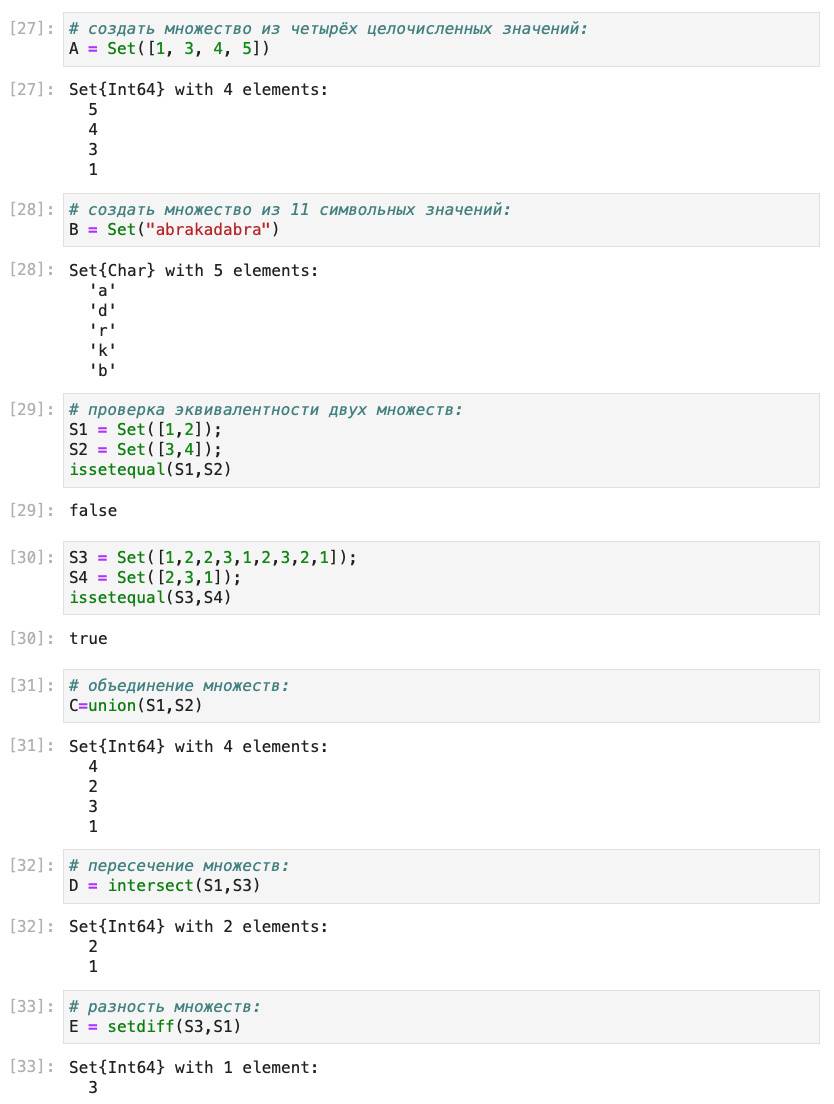 [27]: # создать множество из четырёх целочисленных значений:
A = Set([1, 3, 4, 5])
[27]: Set{Int64} with 4 elements:
5
4
3
1
[28]: # создать множество из 11 символьных значений:
B = Set("abrakadabra")
[28]: Set{Char} with 5 elements:
'a'
'd'
'r'
'k'
'b'
[29]: # проверка эквивалентности двух множеств:
S1 = Set([1,2]);
S2 = Set([3,4]);
issetequal(S1,S2)
[29]: false
[30]: S3 = Set([1,2,2,3,1,2,3,2,1]);
S4 = Set([2,3,1]);
issetequal(S3,S4)
[30]: true
[31]: # объединение множеств:
C=union(S1,S2)
[31]: Set{Int64} with 4 elements:
4
2
3
1
[32]: # пересечение множеств:
D = intersect(S1,S3)
[32]: Set{Int64} with 2 elements:
2
1
[33]: # разность множеств:
E = setdiff(S3,S1)
[33]: Set{Int64} with 1 element:
3